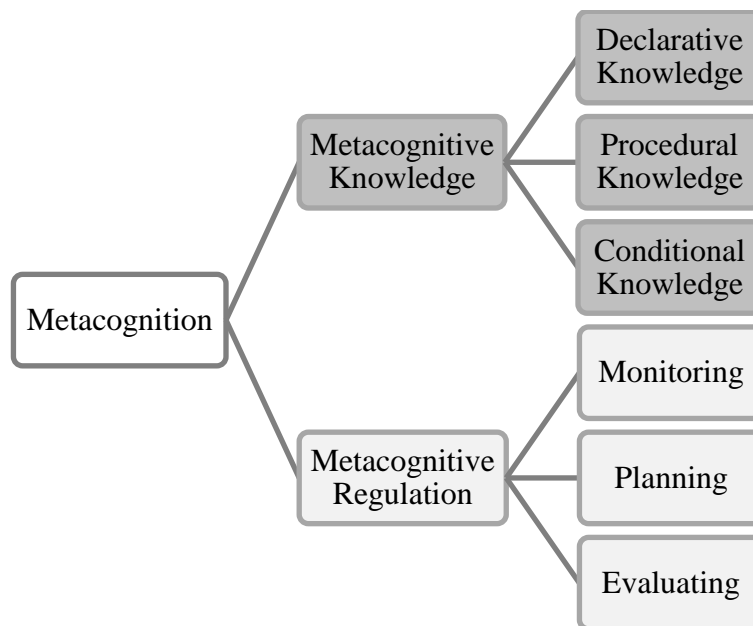 Metacognition
Metacognitive
Knowledge
Declarative
Knowledge
Procedural
Knowledge
Conditional
Knowledge
Metacognitive
Regulation
Monitoring
Planning
Evaluating